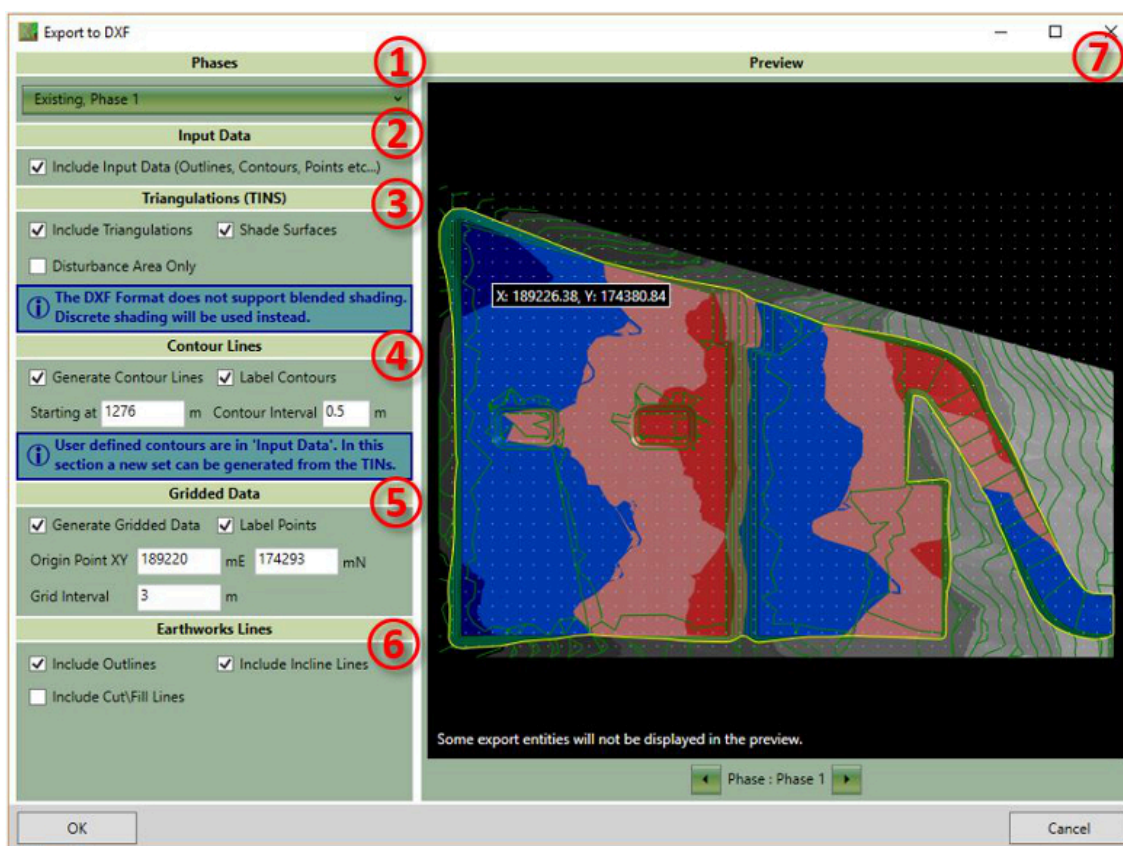 Export to DXF
Phases
1
Existing, Phase 1
2
Input Data
Include Input Data (Outlines, Contours, Points etc...)
Triangulations (TINS)
3
Include Triangulations Shade Surfaces
Disturbance Area Only
The DXF Format does not support blended shading.
Discrete shading will be used instead.
Contour Lines
4
Generate Contour Lines Label Contours
Starting at 1276 m Contour Interval 0.5 m
User defined contours are in 'Input Data'. In this
section a new set can be generated from the TINs.
Gridded Data
5
Generate Gridded Data Label Points
Origin Point XY 189220 mE 174293 mN
Grid Interval 3 m
Earthworks Lines
6
Include Outlines Include Incline Lines
Include Cut\Fill Lines
Preview
7
X: 189226.38, Y: 174380.84
Some export entities will not be displayed in the preview.
Phase : Phase 1
OK
Cancel